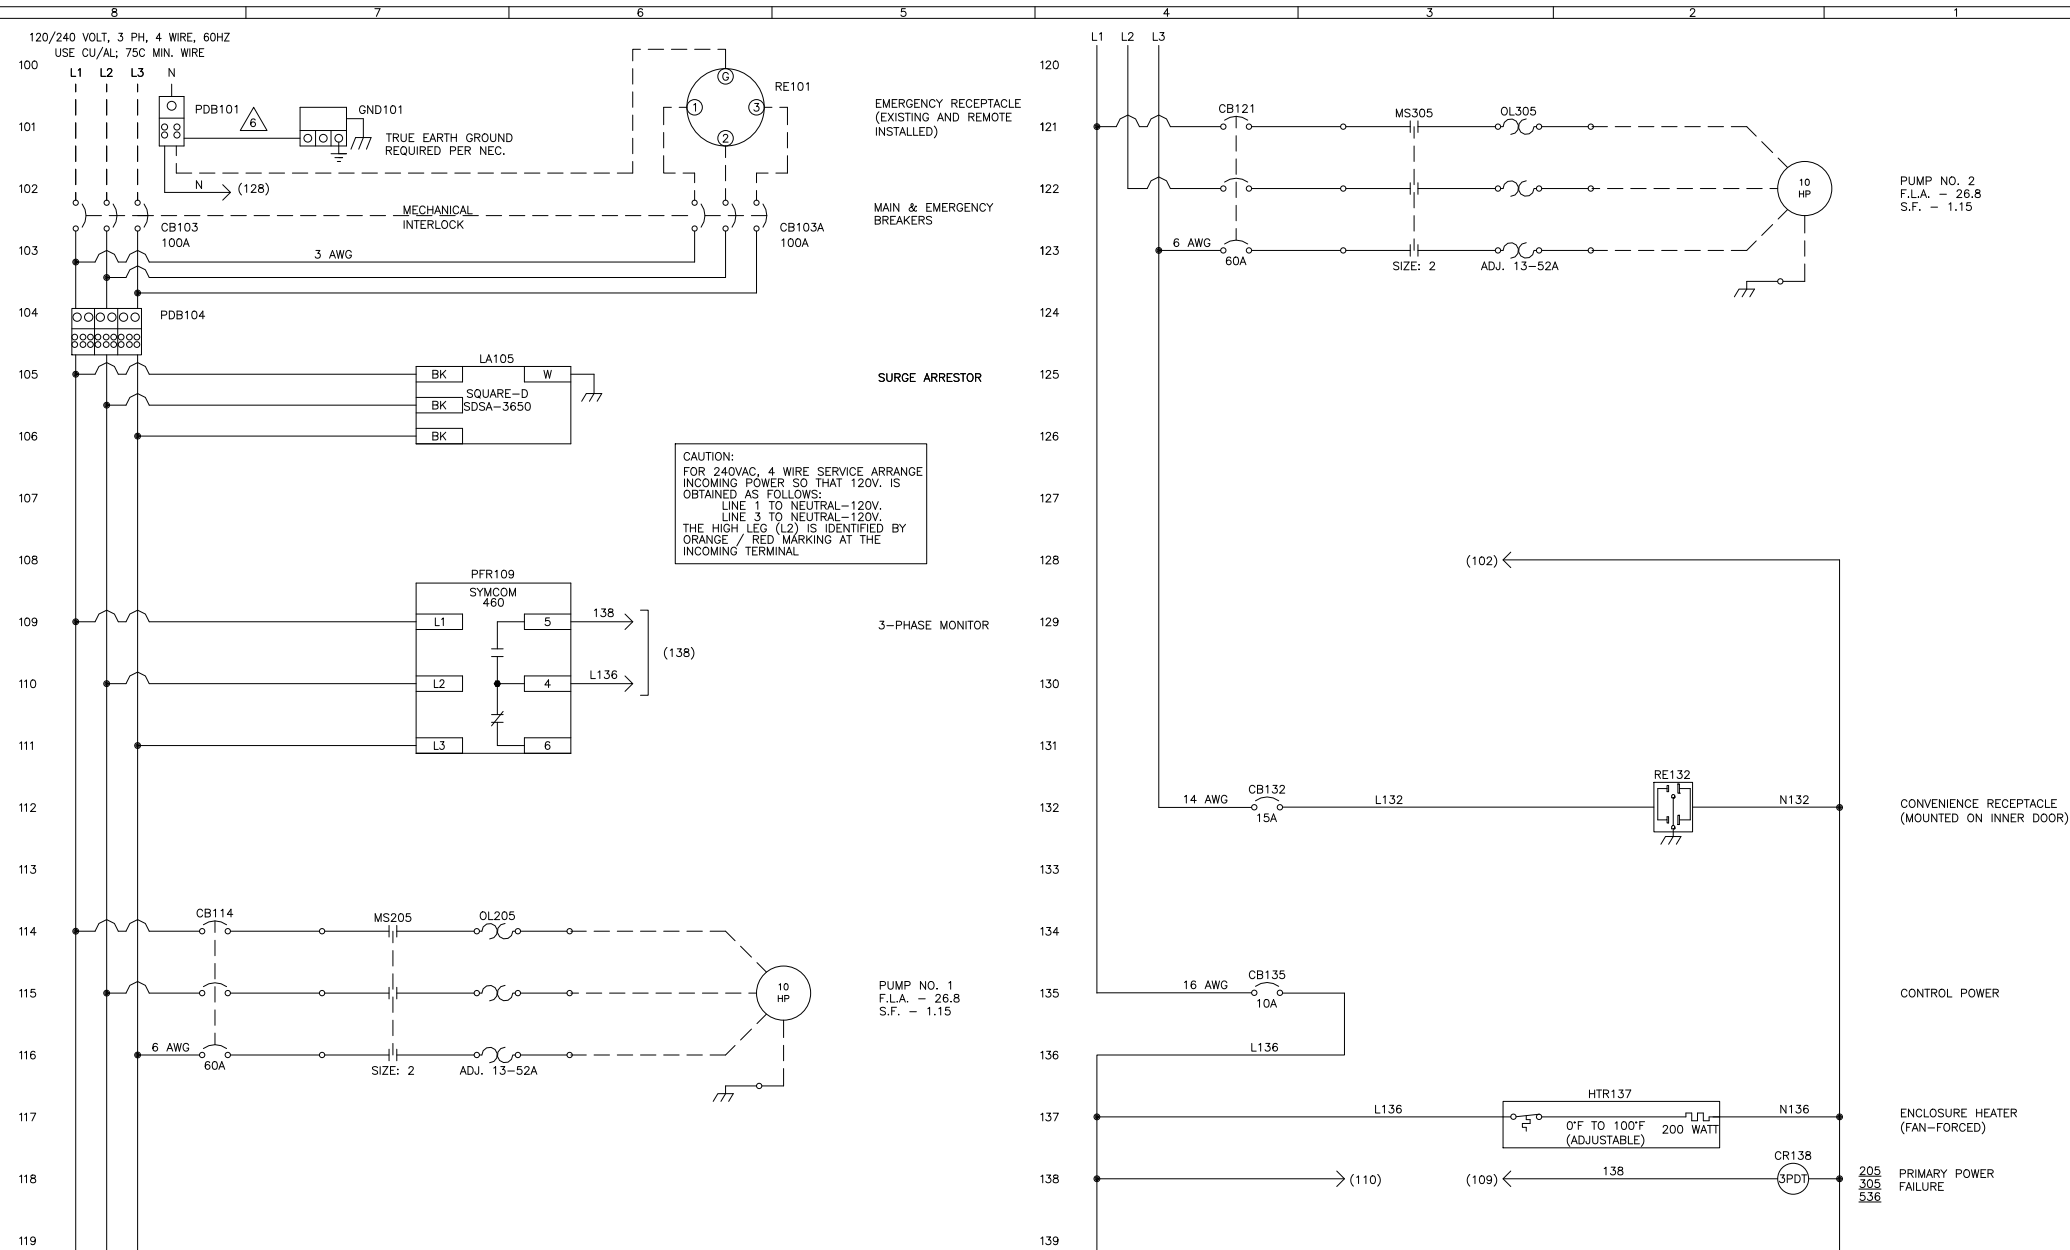 8 7 6 5 4 3 2 1
120/240 VOLT, 3 PH, 4 WIRE, 60HZ
USE CU/AL; 75C MIN. WIRE
100
L1 L2 L3 N
PDB101
6
GND101
G
1
3
2
RE101
EMERGENCY RECEPTACLE
(EXISTING AND REMOTE
INSTALLED)
101
TRUE EARTH GROUND
REQUIRED PER NEC.
102
N
(128)
MECHANICAL
INTERLOCK
MAIN & EMERGENCY
BREAKERS
CB103
100A
CB103A
100A
103
3 AWG
104
PDB104
LA105
105
BK
W
SQUARE-D
SDSA-3650
BK
SURGE ARRESTOR
106
BK
CAUTION:
FOR 240VAC, 4 WIRE SERVICE ARRANGE
INCOMING POWER SO THAT 120V. IS
OBTAINED AS FOLLOWS:
LINE 1 TO NEUTRAL-120V.
LINE 3 TO NEUTRAL-120V.
THE HIGH LEG (L2) IS IDENTIFIED BY
ORANGE / RED MARKING AT THE
INCOMING TERMINAL
107
108
PFR109
SYMCOM
460
109
L1
5
138
3-PHASE MONITOR
(138)
110
L2
4
L136
111
L3
6
112
113
CB114
MS205
OL205
114
115
10
HP
PUMP NO. 1
F.L.A. - 26.8
S.F. - 1.15
116
6 AWG
60A
SIZE: 2
ADJ. 13-52A
117
118
119
L1 L2 L3
120
CB121
MS305
OL305
121
122
10
HP
PUMP NO. 2
F.L.A. - 26.8
S.F. - 1.15
123
6 AWG
60A
SIZE: 2
ADJ. 13-52A
124
125
126
127
128
(102)
129
130
131
RE132
CB132
132
14 AWG
15A
L132
N132
CONVENIENCE RECEPTACLE
(MOUNTED ON INNER DOOR)
133
134
CB135
135
16 AWG
10A
CONTROL POWER
136
L136
HTR137
137
L136
N136
0°F TO 100°F
(ADJUSTABLE)
200 WATT
ENCLOSURE HEATER
(FAN-FORCED)
CR138
138
(110)
(109)
138
3PDT
205
305
536
PRIMARY POWER
FAILURE
139